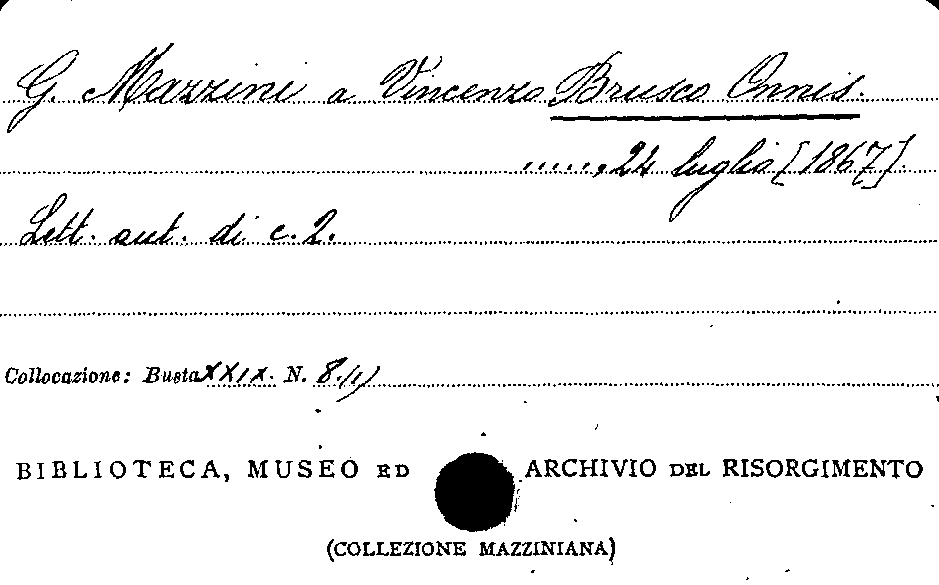 G. Mazzini a Vincenzo Brusco Onnis.
......, 24 luglio [1867].
Lett. aut. di c. 2.
Collocazione: Busta XXIX. N. 8 (1)
BIBLIOTECA, MUSEO ED ARCHIVIO DEL RISORGIMENTO
(COLLEZIONE MAZZINIANA)